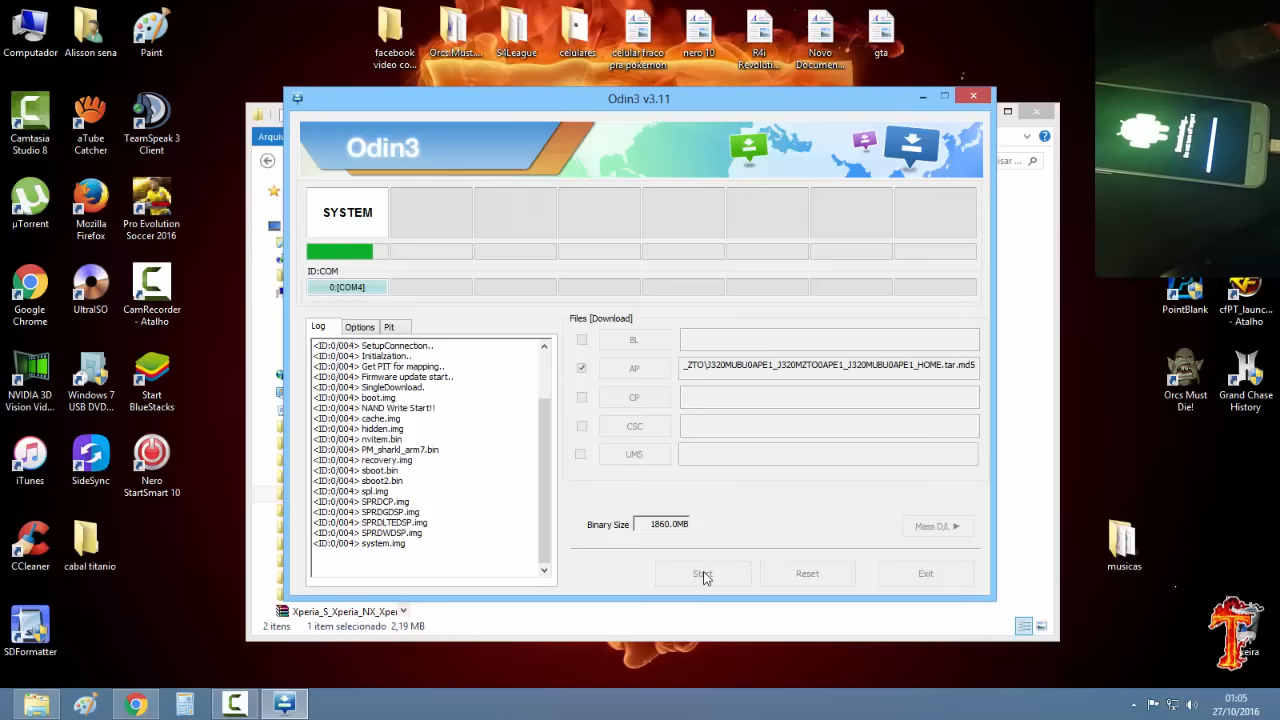 Computador
Alisson sena
Paint
facebook
video co...
Orcs.Must....
S4League
celulares
celular fraco
pra pokemon
nero 10
R4i
Revoluti...
Novo
Documen...
gta
Camtasia
Studio 8
aTube
Catcher
TeamSpeak 3
Client
µTorrent
Mozilla
Firefox
Pro Evolution
Soccer 2016
Google
Chrome
UltraISO
CamRecorder
- Atalho
NVIDIA 3D
Vision Vid...
Windows 7
USB DVD...
Start
BlueStacks
iTunes
SideSync
Nero
StartSmart 10
CCleaner
cabal titanio
SDFormatter
Odin3 v3.11
Arqui
isar ...
Odin3
SYSTEM
ID:COM
0:[COM4]
Log
Options
Pit
<ID:0/004> SetupConnection..
<ID:0/004> Initialzation..
<ID:0/004> Get PIT for mapping..
<ID:0/004> Firmware update start..
<ID:0/004> SingleDownload.
<ID:0/004> boot.img
<ID:0/004> NAND Write Start!!
<ID:0/004> cache.img
<ID:0/004> hidden.img
<ID:0/004> nvitem.bin
<ID:0/004> PM_sharkl_arm7.bin
<ID:0/004> recovery.img
<ID:0/004> sboot.bin
<ID:0/004> sboot2.bin
<ID:0/004> spl.img
<ID:0/004> SPRDCP.img
<ID:0/004> SPRDGDSP.img
<ID:0/004> SPRDLTEDSP.img
<ID:0/004> SPRDWDSP.img
<ID:0/004> system.img
Files [Download]
BL
AP
_ZTO\J320MUBU0APE1_J320MZTO0APE1_J320MUBU0APE1_HOME.tar.md5
CP
CSC
UMS
Binary Size
1860.0MB
Mass D/L
Start
Reset
Exit
Xperia_S_Xperia_NX_Xper
2 itens
1 item selecionado
2,19 MB
PointBlank
cfPT_launc...
- Atalho
Orcs Must
Die!
Grand Chase
History
musicas
01:05
27/10/2016